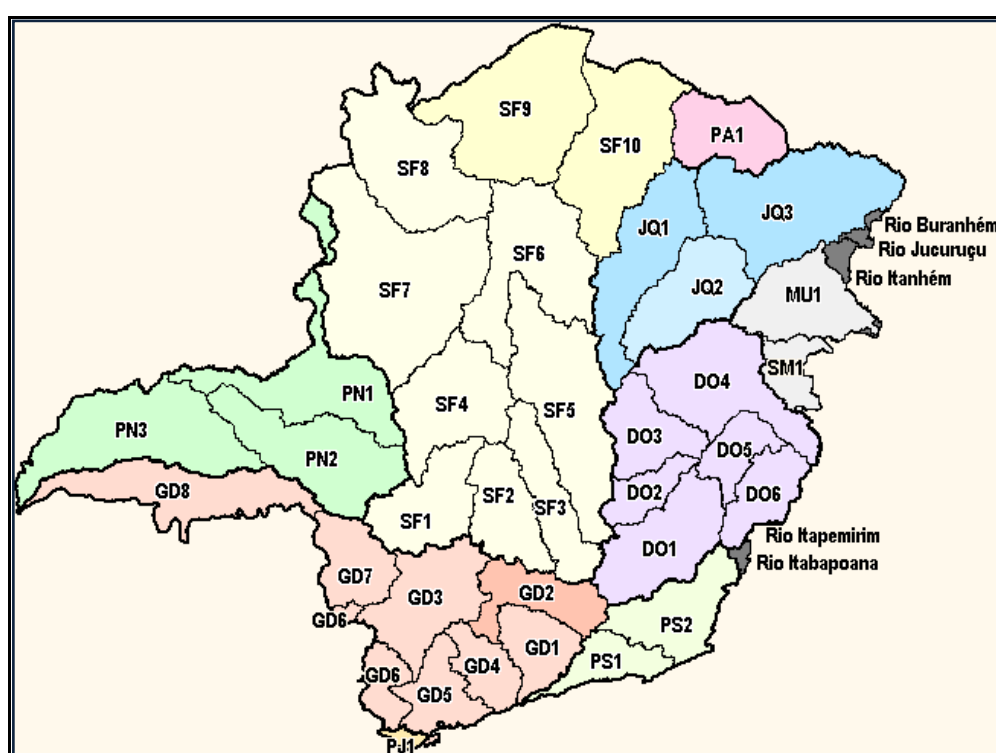 SF9
SF10
PA1
SF8
JQ1
JQ3
Rio Buranhém
Rio Jucuruçu
Rio Itanhém
SF6
SF7
JQ2
MU1
SM1
DO4
PN1
SF4
SF5
PN3
PN2
DO3
DO5
GD8
SF2
SF3
DO2
DO6
SF1
DO1
Rio Itapemirim
Rio Itabapoana
GD7
GD3
GD2
GD6
PS2
GD1
GD4
PS1
GD6
GD5
PJ1